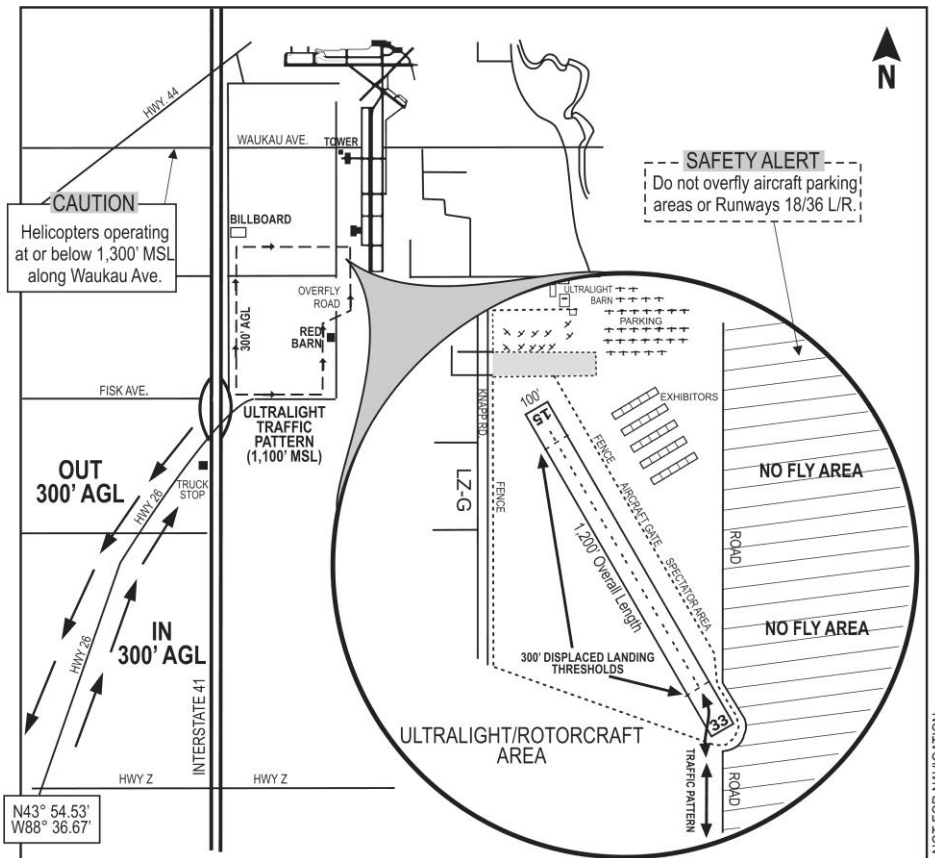 N
HWY. 44
WAUKAU AVE.
TOWER
SAFETY ALERT
Do not overfly aircraft parking
areas or Runways 18/36 L/R.
CAUTION
Helicopters operating
at or below 1,300' MSL
along Waukau Ave.
BILLBOARD
OVERFLY
ROAD
300' AGL
RED
BARN
FISK AVE.
ULTRALIGHT
TRAFFIC
PATTERN
(1,100' MSL)
OUT
300' AGL
TRUCK
STOP
HWY 26
IN
300' AGL
HWY 26
INTERSTATE 41
HWY Z
HWY Z
N43° 54.53'
W88° 36.67'
ULTRALIGHT
BARN
PARKING
EXHIBITORS
KNAPP RD.
100'
15
FENCE
FENCE
AIRCRAFT GATE
SPECTATOR AREA
LZ-G
1,200' Overall Length
ROAD
NO FLY AREA
NO FLY AREA
300' DISPLACED LANDING
THRESHOLDS
33
ULTRALIGHT/ROTORCRAFT
AREA
TRAFFIC PATTERN
ROAD
NOT FOR NAVIGATION